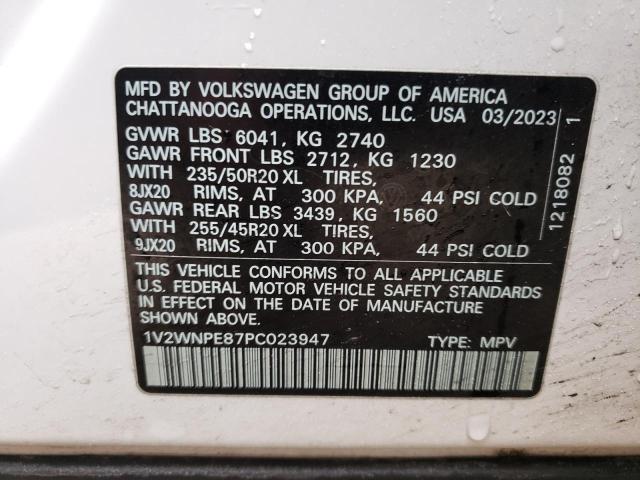 MFD BY VOLKSWAGEN GROUP OF AMERICA
CHATTANOOGA OPERATIONS, LLC. USA 03/2023
GVWR LBS 6041, KG 2740
GAWR FRONT LBS 2712, KG 1230
WITH 235/50R20 XL TIRES,
8JX20 RIMS, AT 300 KPA, 44 PSI COLD
GAWR REAR LBS 3439, KG 1560
WITH 255/45R20 XL TIRES,
9JX20 RIMS, AT 300 KPA, 44 PSI COLD
THIS VEHICLE CONFORMS TO ALL APPLICABLE
U.S. FEDERAL MOTOR VEHICLE SAFETY STANDARDS
IN EFFECT ON THE DATE OF MANUFACTURE
SHOWN ABOVE.
1V2WNPE87PC023947 TYPE: MPV
1218082 1